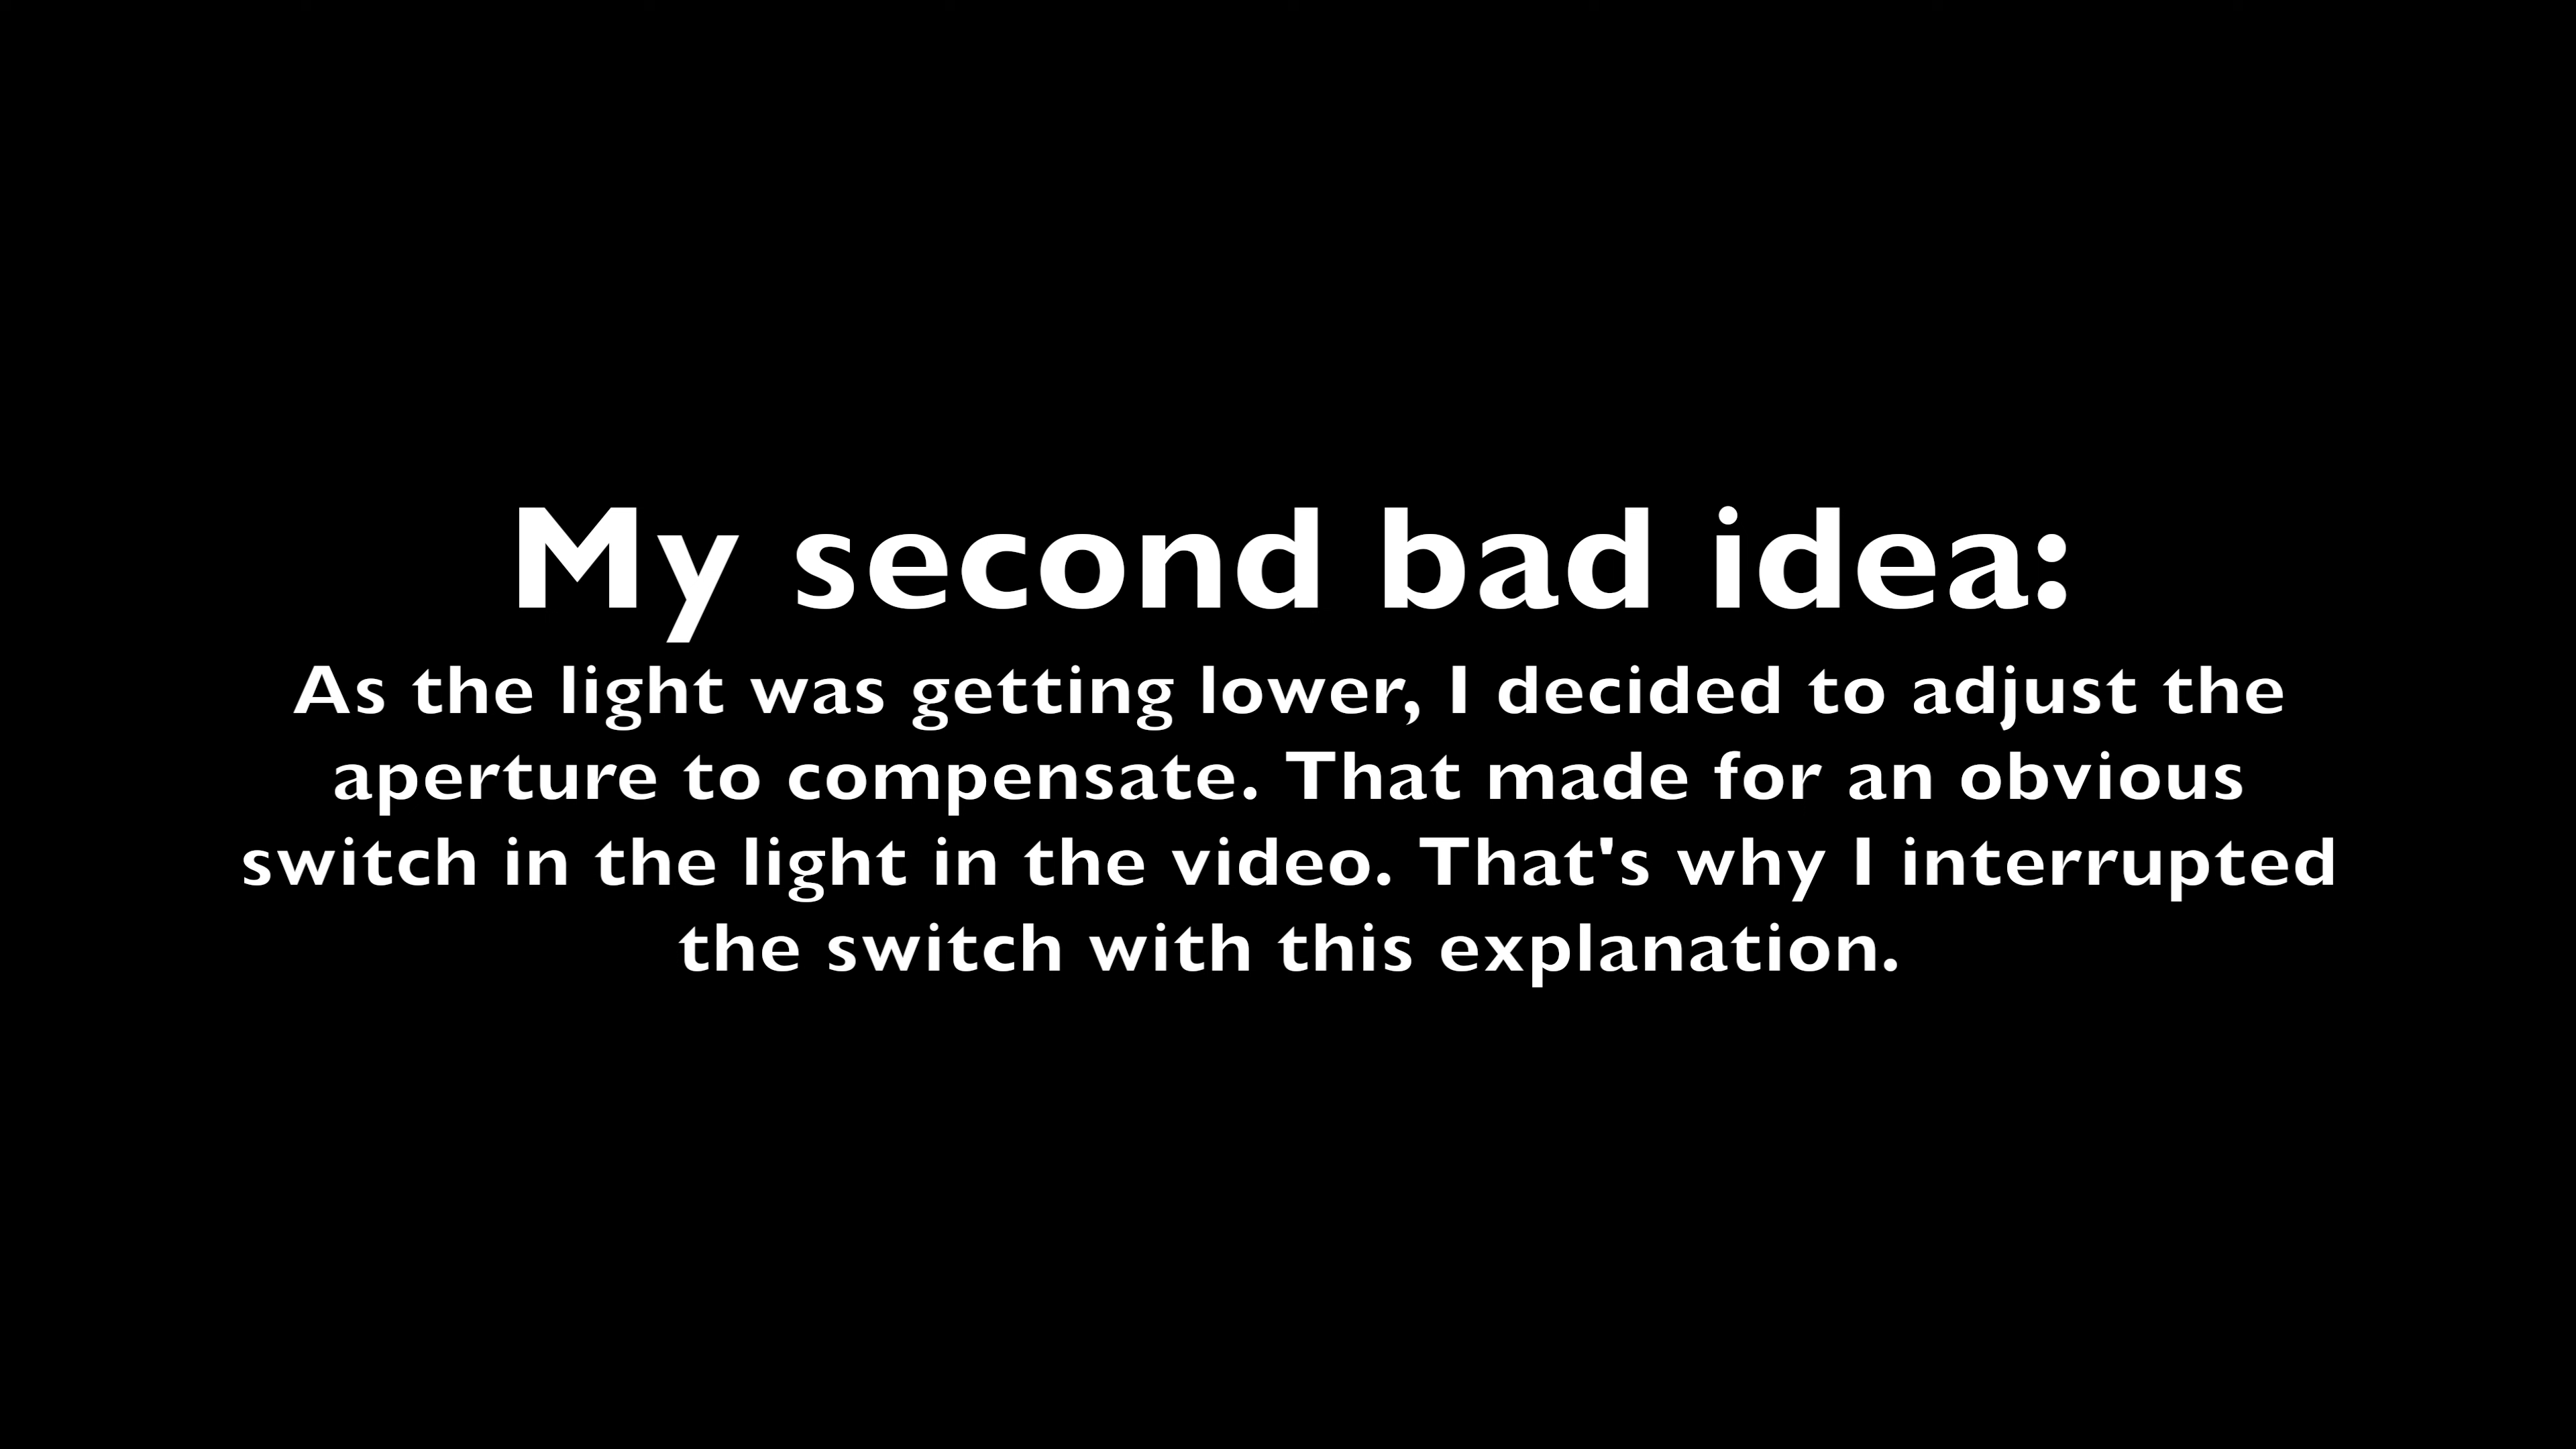 My second bad idea:
As the light was getting lower, I decided to adjust the
aperture to compensate. That made for an obvious
switch in the light in the video. That's why I interrupted
the switch with this explanation.